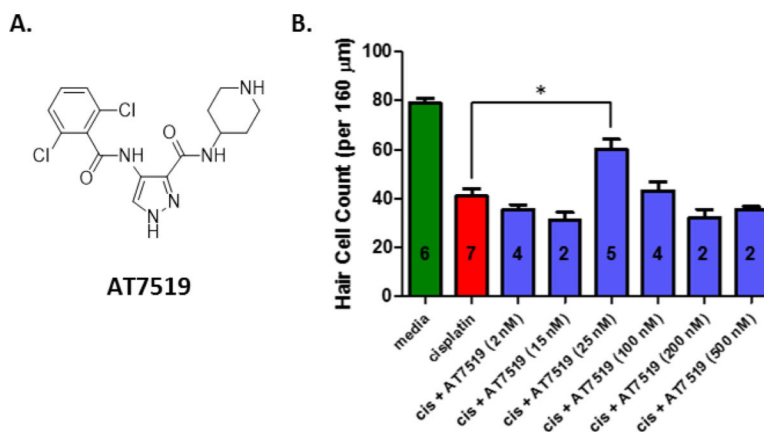 A.
Cl
Cl
O
NH
NH
O
N
H
N
N
H
AT7519
B.
Hair Cell Count (per 160 µm)
100
80
60
40
20
0
*
6
7
4
2
5
4
2
2
media
cisplatin
cis + AT7519 (2 nM)
cis + AT7519 (15 nM)
cis + AT7519 (25 nM)
cis + AT7519 (100 nM)
cis + AT7519 (200 nM)
cis + AT7519 (500 nM)